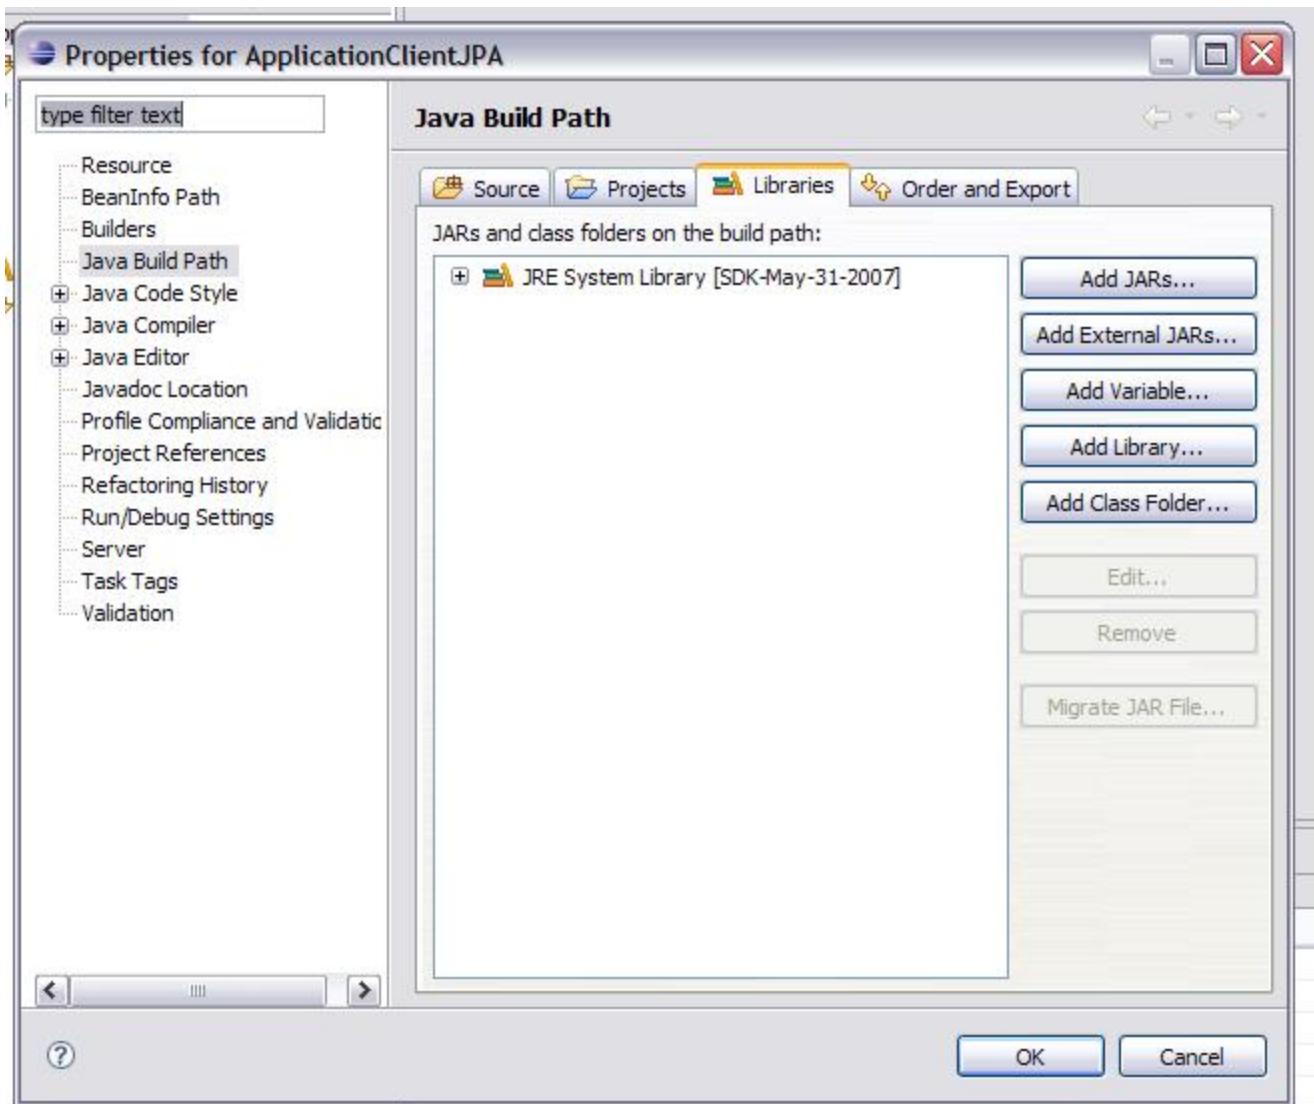 Properties for ApplicationClientJPA
type filter text
Java Build Path
Resource
BeanInfo Path
Builders
Java Build Path
Java Code Style
Java Compiler
Java Editor
Javadoc Location
Profile Compliance and Validatic
Project References
Refactoring History
Run/Debug Settings
Server
Task Tags
Validation
Source Projects Libraries Order and Export
JARs and class folders on the build path:
JRE System Library [SDK-May-31-2007]
Add JARs...
Add External JARs...
Add Variable...
Add Library...
Add Class Folder...
Edit...
Remove
Migrate JAR File...
OK Cancel